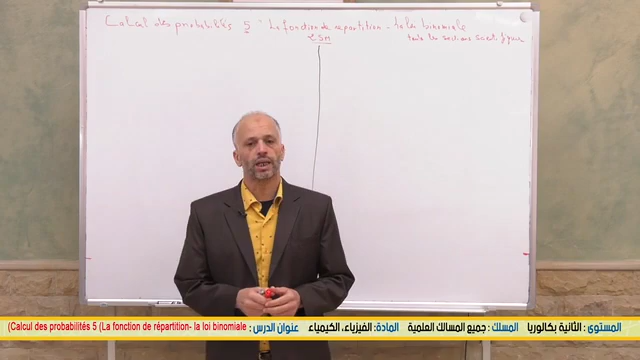 Calcul des probabilités 5 - La fonction de répartition - la loi binomiale
2SM
toute les sections scientifiques
المستوى : الثانية بكالوريا المسلك : جميع المسالك العلمية المادة: الفيزياء، الكيمياء عنوان الدرس : Calcul des probabilités 5 (La fonction de répartition- la loi binomiale)